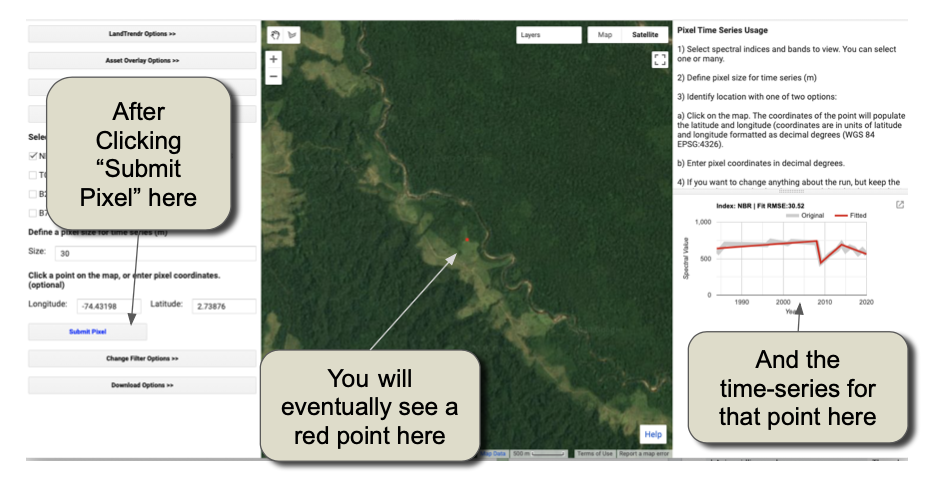 LandTrendr Options >>
Asset Overlay Options >>
After
Clicking
“Submit
Pixel” here
Define a pixel size for time series (m)
Size: 30
Click a point on the map, or enter pixel coordinates.
(optional)
Longitude: -74.43198 Latitude: 2.73876
Submit Pixel
Change Filter Options >>
Download Options >>
Layers
Map Satellite
+
−
You will
eventually see a
red point here
Help
Map Data 500 m Terms of Use Report a map error
Pixel Time Series Usage
1) Select spectral indices and bands to view. You can select
one or many.
2) Define pixel size for time series (m)
3) Identify location with one of two options:
a) Click on the map. The coordinates of the point will populate
the latitude and longitude (coordinates are in units of latitude
and longitude formatted as decimal degrees (WGS 84
EPSG:4326).
b) Enter pixel coordinates in decimal degrees.
4) If you want to change anything about the run, but keep the
Index: NBR | Fit RMSE:30.52
Original Fitted
1,000
500
0
Spectral Value
1990 2000 2010 2020
And the
time-series for
that point here